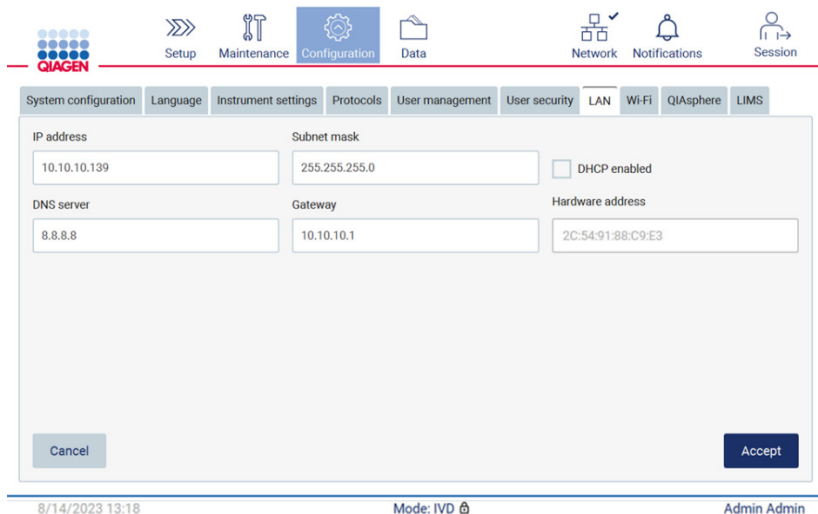 QIAGEN
Setup Maintenance Configuration Data Network Notifications Session
System configuration Language Instrument settings Protocols User management User security LAN Wi-Fi QIAsphere LIMS
IP address Subnet mask
10.10.10.139 255.255.255.0 DHCP enabled
DNS server Gateway Hardware address
8.8.8.8 10.10.10.1 2C:54:91:88:C9:E3
Cancel Accept
8/14/2023 13:18 Mode: IVD Admin Admin